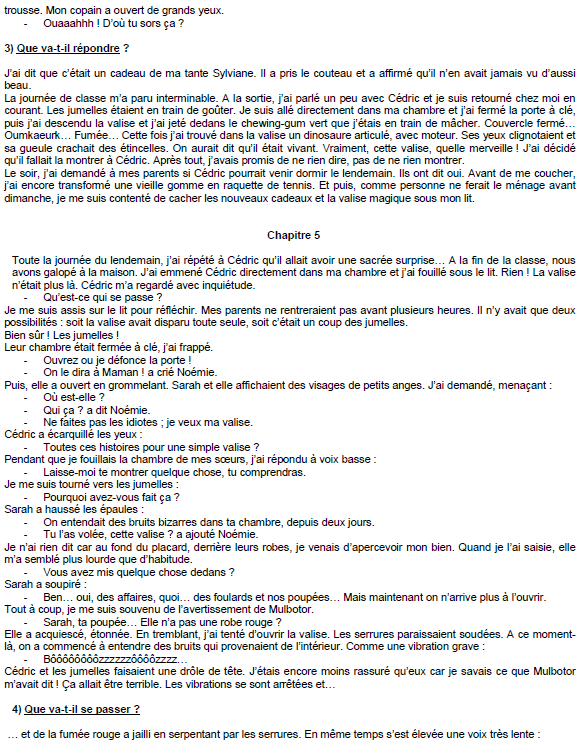 trousse. Mon copain a ouvert de grands yeux.
- Ouaaahhh ! D'où tu sors ça ?
3) Que va-t-il répondre ?
J'ai dit que c'était un cadeau de ma tante Sylviane. Il a pris le couteau et a affirmé qu'il n'en avait jamais vu d'aussi
beau.
La journée de classe m'a paru interminable. A la sortie, j'ai parlé un peu avec Cédric et je suis retourné chez moi en
courant. Les jumelles étaient en train de goûter. Je suis allé directement dans ma chambre et j'ai fermé la porte à clé,
puis j'ai descendu la valise et j'ai jeté dedans le chewing-gum vert que j'étais en train de mâcher. Couvercle fermé…
Oumkaeurk… Fumée… Cette fois j'ai trouvé dans la valise un dinosaure articulé, avec moteur. Ses yeux clignotaient et
sa gueule crachait des étincelles. On aurait dit qu'il était vivant. Vraiment, cette valise, quelle merveille ! J'ai décidé
qu'il fallait la montrer à Cédric. Après tout, j'avais promis de ne rien dire, pas de ne rien montrer.
Le soir, j'ai demandé à mes parents si Cédric pourrait venir dormir le lendemain. Ils ont dit oui. Avant de me coucher,
j'ai encore transformé une vieille gomme en raquette de tennis. Et puis, comme personne ne ferait le ménage avant
dimanche, je me suis contenté de cacher les nouveaux cadeaux et la valise magique sous mon lit.
Chapitre 5
Toute la journée du lendemain, j'ai répété à Cédric qu'il allait avoir une sacrée surprise… A la fin de la classe, nous
avons galopé à la maison. J'ai emmené Cédric directement dans ma chambre et j'ai fouillé sous le lit. Rien ! La valise
n'était plus là. Cédric m'a regardé avec inquiétude.
- Qu'est-ce qui se passe ?
Je me suis assis sur le lit pour réfléchir. Mes parents ne rentreraient pas avant plusieurs heures. Il n'y avait que deux
possibilités : soit la valise avait disparu toute seule, soit c'était un coup des jumelles.
Bien sûr ! Les jumelles !
Leur chambre était fermée à clé, j'ai frappé.
- Ouvrez ou je défonce la porte !
- On le dira à Maman ! a crié Noémie.
Puis, elle a ouvert en grommelant. Sarah et elle affichaient des visages de petits anges. J'ai demandé, menaçant :
- Où est-elle ?
- Qui ça ? a dit Noémie.
- Ne faites pas les idiotes ; je veux ma valise.
Cédric a écarquillé les yeux :
- Toutes ces histoires pour une simple valise ?
Pendant que je fouillais la chambre de mes sœurs, j'ai répondu à voix basse :
- Laisse-moi te montrer quelque chose, tu comprendras.
Je me suis tourné vers les jumelles :
- Pourquoi avez-vous fait ça ?
Sarah a haussé les épaules :
- On entendait des bruits bizarres dans ta chambre, depuis deux jours.
- Tu l'as volée, cette valise ? a ajouté Noémie.
Je n'ai rien dit car au fond du placard, derrière leurs robes, je venais d'apercevoir mon bien. Quand je l'ai saisie, elle
m'a semblé plus lourde que d'habitude.
- Vous avez mis quelque chose dedans ?
Sarah a soupiré :
- Ben… oui, des affaires, quoi… des foulards et nos poupées… Mais maintenant on n'arrive plus à l'ouvrir.
Tout à coup, je me suis souvenu de l'avertissement de Mulbotor.
- Sarah, ta poupée… Elle n'a pas une robe rouge ?
Elle a acquiescé, étonnée. En tremblant, j'ai tenté d'ouvrir la valise. Les serrures paraissaient soudées. A ce moment-
là, on a commencé à entendre des bruits qui provenaient de l'intérieur. Comme une vibration grave :
- Bôôôôôôôôzzzzzzôôôôzzzz…
Cédric et les jumelles faisaient une drôle de tête. J'étais encore moins rassuré qu'eux car je savais ce que Mulbotor
m'avait dit ! Ça allait être terrible. Les vibrations se sont arrêtées et…
4) Que va-t-il se passer ?
… et de la fumée rouge a jailli en serpentant par les serrures. En même temps s'est élevée une voix très lente :